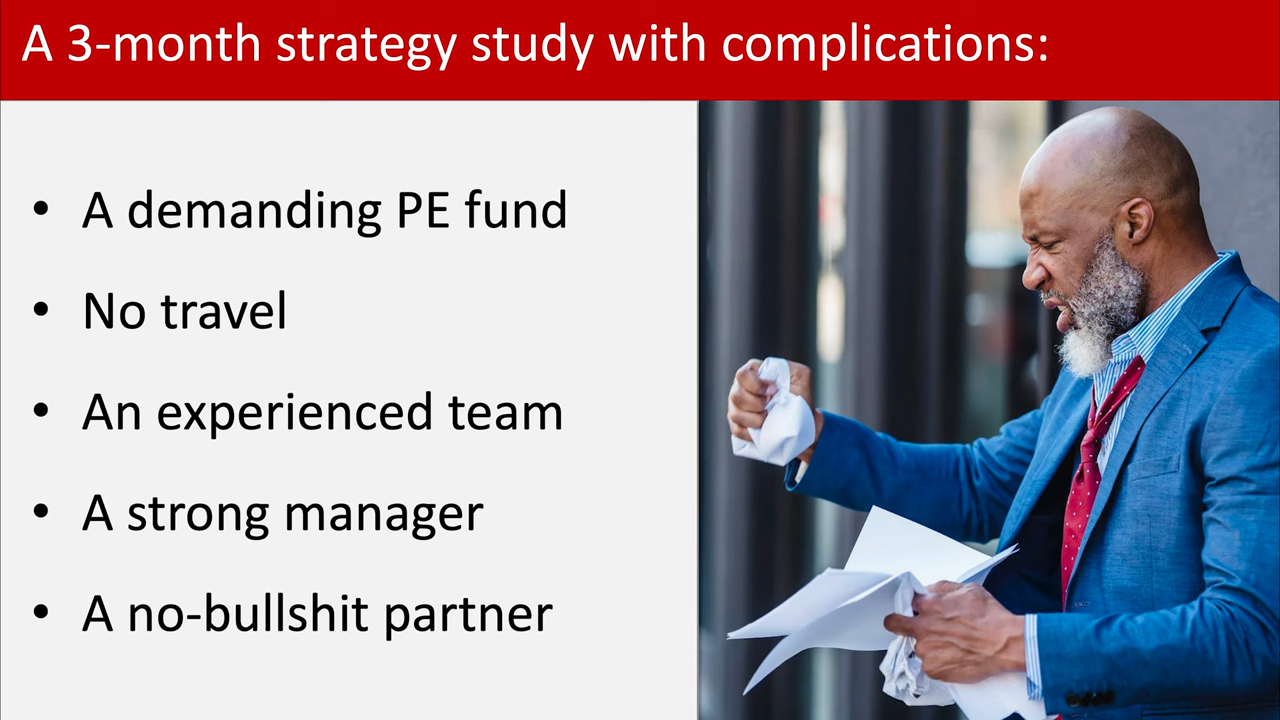 A 3-month strategy study with complications:
• A demanding PE fund
• No travel
• An experienced team
• A strong manager
• A no-bullshit partner